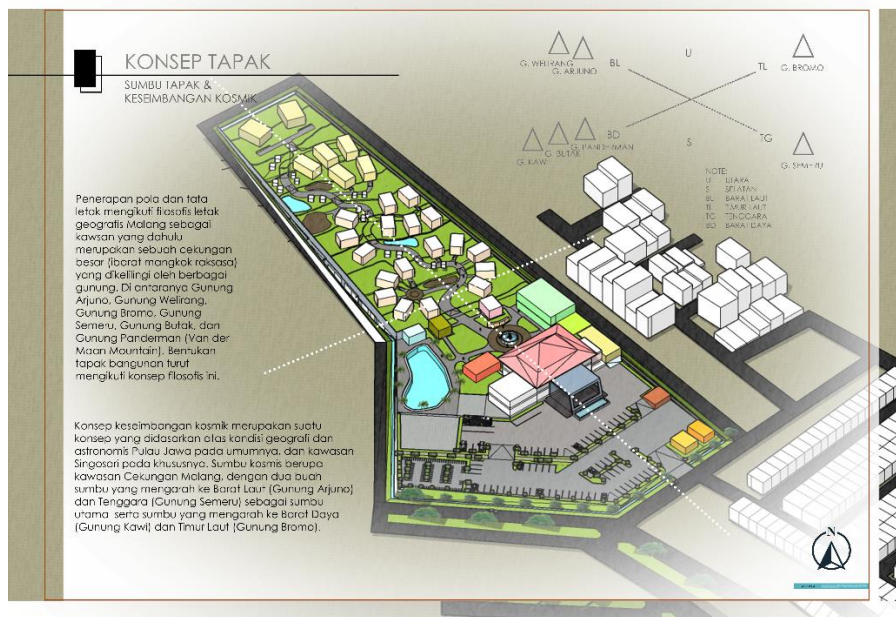 KONSEP TAPAK
SUMBU TAPAK &
KESEIMBANGAN KOSMIK
G. WELIRANG
G. ARJUNO
BL
U
TL
G. BROMO
BD
G. PANDERMAN
G. BUTAK
G. KAWI
S
TG
G. SEMERU
NOTE:
U UTARA
S SELATAN
BL BARAT LAUT
TL TIMUR LAUT
TG TENGGARA
BD BARAT DAYA
Penerapan pola dan tata
letak mengikuti filosofis letak
geografis Malang sebagai
kawsan yang dahulu
merupakan sebuah cekungan
besar (ibarat mangkok raksasa)
yang dikelilingi oleh berbagai
gunung. Di antaranya Gunung
Arjuno, Gunung Welirang,
Gunung Bromo, Gunung
Semeru, Gunung Butak, dan
Gunung Panderman (Van der
Maan Mountain). Bentukan
tapak bangunan turut
mengikuti konsep filosofis ini.
Konsep keseimbangan kosmik merupakan suatu
konsep yang didasarkan atas kondisi geografi dan
astronomis Pulau Jawa pada umumnya, dan kawasan
Singosari pada khususnya. Sumbu kosmis berupa
kawasan Cekungan Malang, dengan dua buah
sumbu yang mengarah ke Barat Laut (Gunung Arjuno)
dan Tenggara (Gunung Semeru) sebagai sumbu
utama serta sumbu yang mengarah ke Barat Daya
(Gunung Kawi) dan Timur Laut (Gunung Bromo).
N